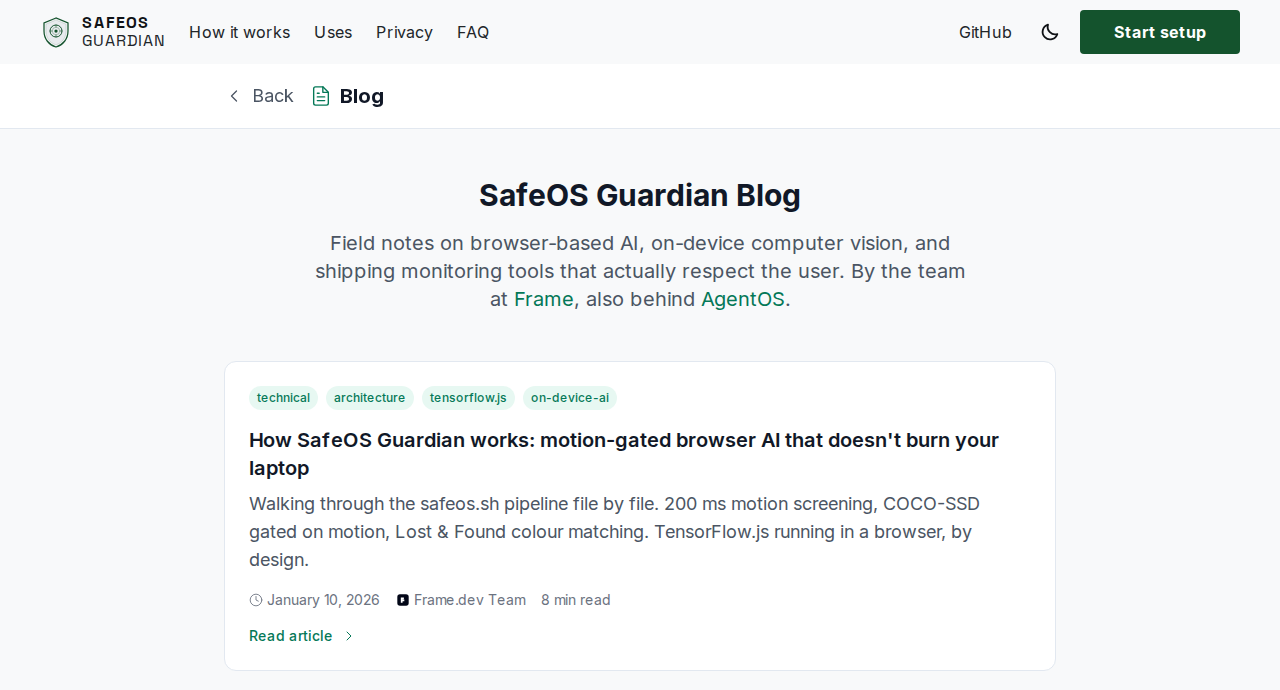 SAFEOS
GUARDIAN
How it works
Uses
Privacy
FAQ
GitHub
Start setup
Back
Blog
SafeOS Guardian Blog
Field notes on browser-based AI, on-device computer vision, and
shipping monitoring tools that actually respect the user. By the team
at Frame, also behind AgentOS.
technical
architecture
tensorflow.js
on-device-ai
How SafeOS Guardian works: motion-gated browser AI that doesn't burn your
laptop
Walking through the safeos.sh pipeline file by file. 200 ms motion screening, COCO-SSD
gated on motion, Lost & Found colour matching. TensorFlow.js running in a browser, by
design.
January 10, 2026
Frame.dev Team
8 min read
Read article